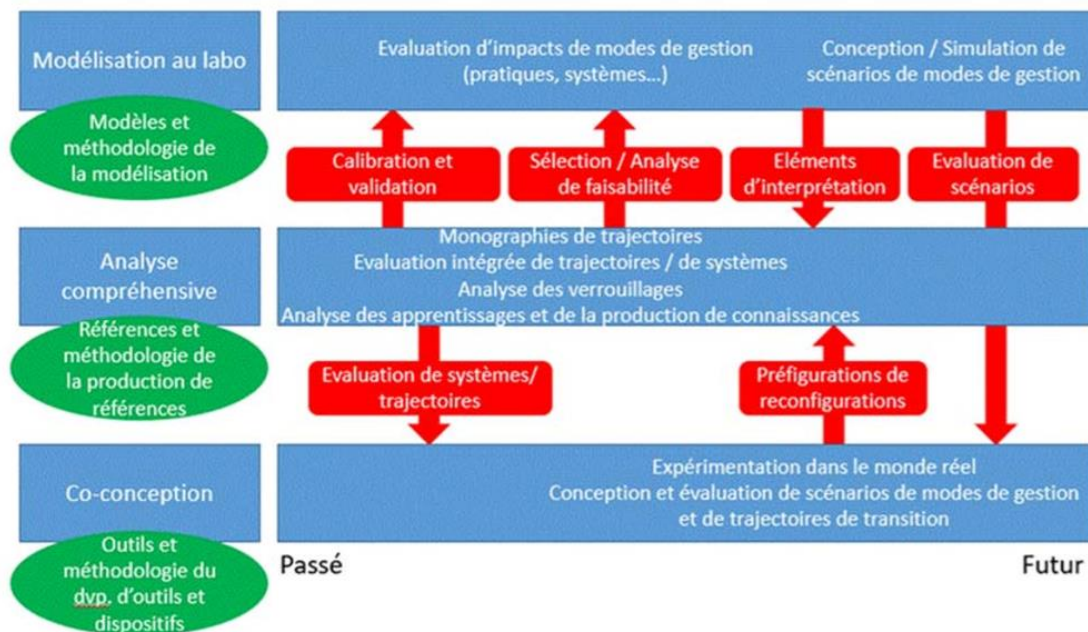 Modélisation au labo
Evaluation d'impacts de modes de gestion
(pratiques, systèmes...)
Conception / Simulation de
scénarios de modes de gestion
Modèles et
méthodologie de
la modélisation
Calibration et
validation
Sélection / Analyse
de faisabilité
Eléments
d'interprétation
Evaluation de
scénarios
Analyse
compréhensive
Monographies de trajectoires
Evaluation intégrée de trajectoires / de systèmes
Analyse des verrouillages
Analyse des apprentissages et de la production de connaissances
Références et
méthodologie de
la production de
références
Evaluation de systèmes/
trajectoires
Préfigurations de
reconfigurations
Co-conception
Expérimentation dans le monde réel
Conception et évaluation de scénarios de modes de gestion
et de trajectoires de transition
Outils et
méthodologie du
dvp. d'outils et
dispositifs
Passé
Futur